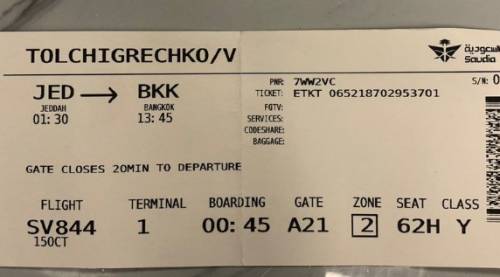 TOLCHIGRECHKO/V
السعودية
Saudia
JED → BKK
JEDDAH BANGKOK
01:30 13:45
PNR: 7WW2VC S/N: 0
TICKET: ETKT 065218702953701
FQTV:
SERVICES:
CODESHARE:
BAGGAGE:
GATE CLOSES 20MIN TO DEPARTURE
FLIGHT TERMINAL BOARDING GATE ZONE SEAT CLASS
SV844 1 00:45 A21 2 62H Y
15OCT